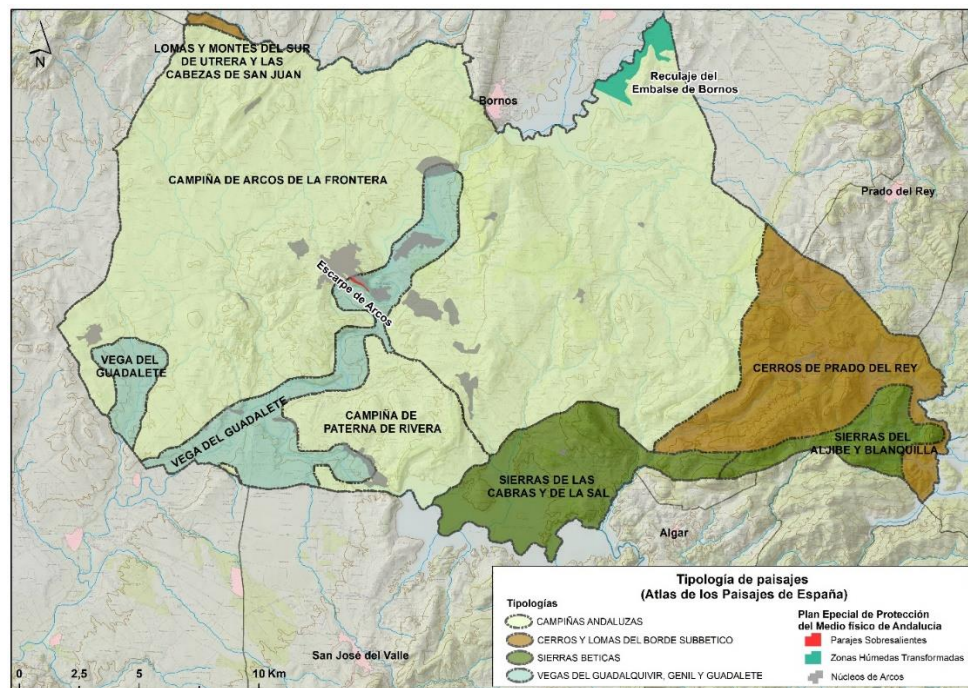 N
LOMAS Y MONTES DEL SUR
DE UTRERA Y LAS
CABEZAS DE SAN JUAN
Reculaje del
Embalse de Bornos
Bornos
CAMPIÑA DE ARCOS DE LA FRONTERA
Prado del Rey
Escarpe de Arcos
VEGA DEL
GUADALETE
CERROS DE PRADO DEL REY
VEGA DEL GUADALETE
CAMPIÑA DE
PATERNA DE RIVERA
SIERRAS DEL
ALJIBE Y BLANQUILLA
SIERRAS DE LAS
CABRAS Y DE LA SAL
Algar
San José del Valle
0 2,5 5 10 Km
Tipología de paisajes
(Atlas de los Paisajes de España)
Tipologías
CAMPIÑAS ANDALUZAS
CERROS Y LOMAS DEL BORDE SUBBETICO
SIERRAS BETICAS
VEGAS DEL GUADALQUIVIR, GENIL Y GUADALETE
Plan Especial de Protección
del Medio físico de Andalucía
Parajes Sobresalientes
Zonas Húmedas Transformadas
Núcleos de Arcos